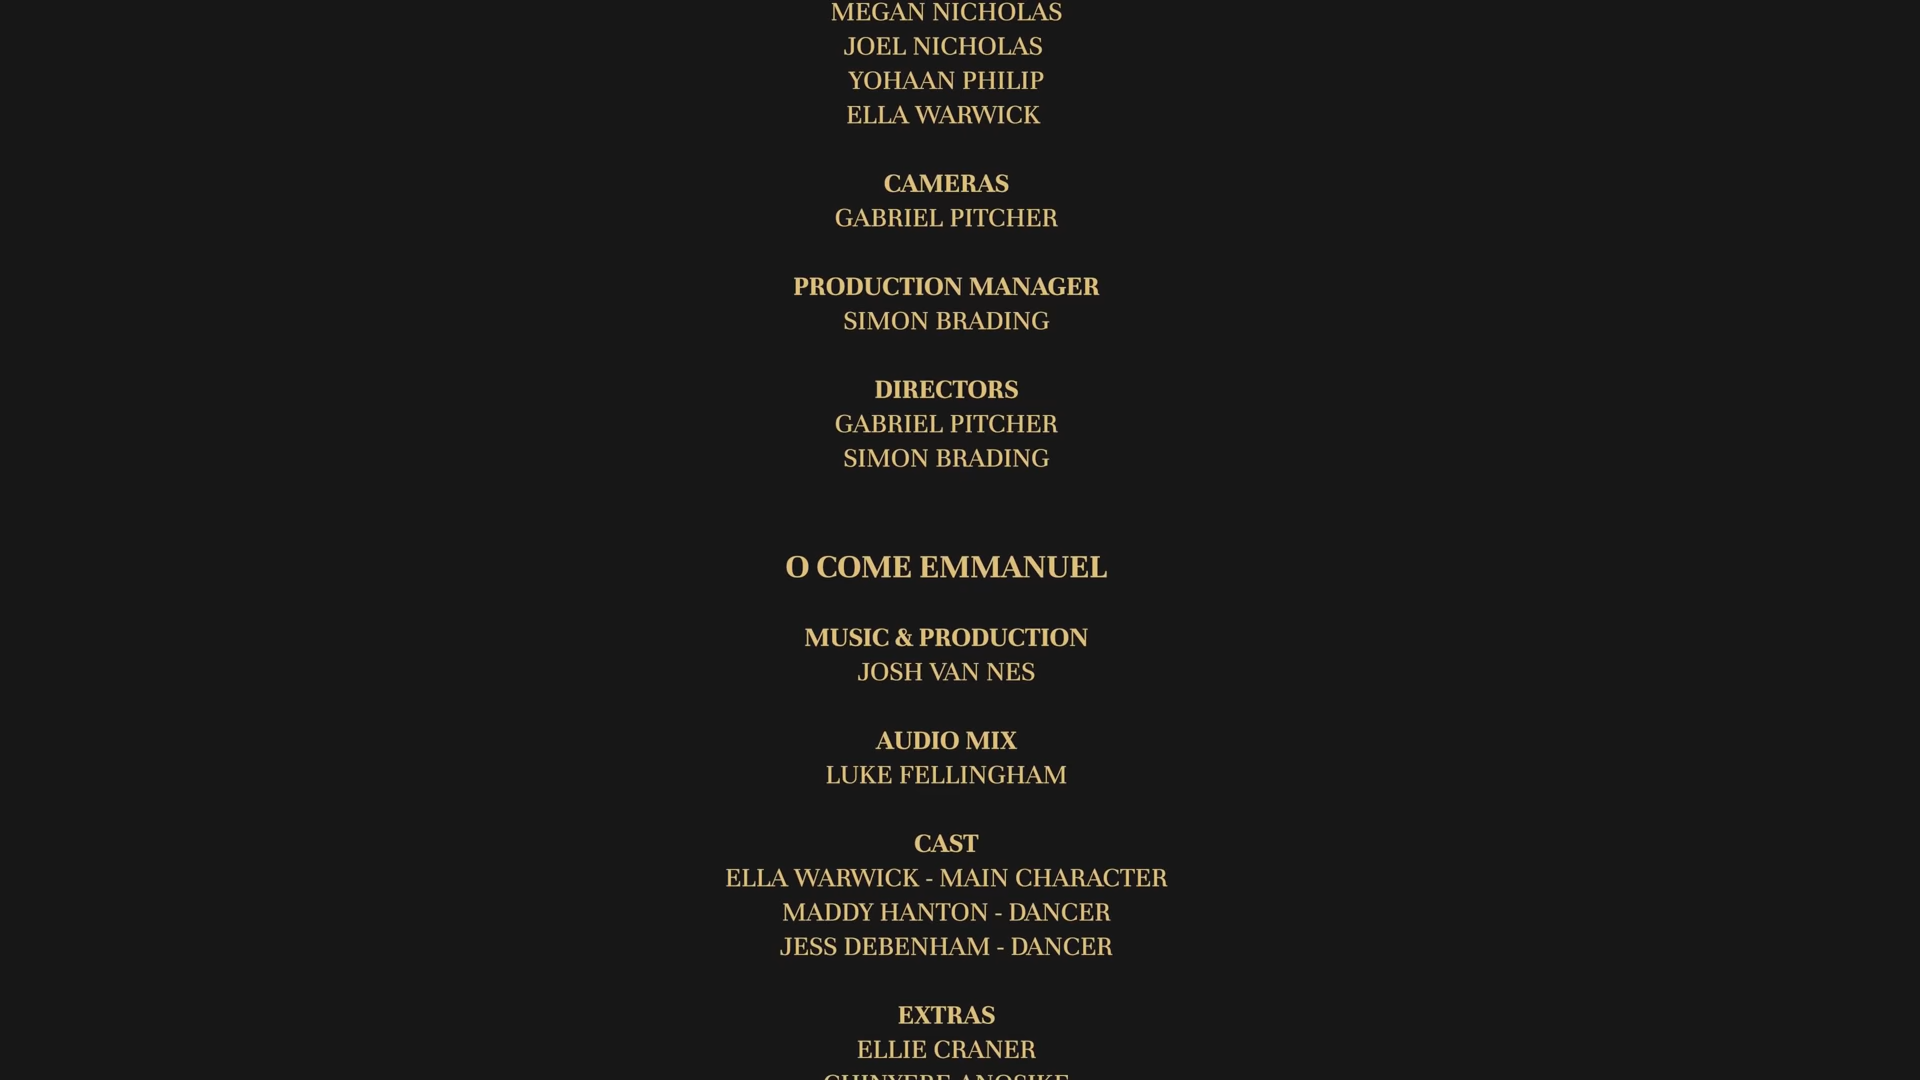 MEGAN NICHOLAS
JOEL NICHOLAS
YOHAAN PHILIP
ELLA WARWICK
CAMERAS
GABRIEL PITCHER
PRODUCTION MANAGER
SIMON BRADING
DIRECTORS
GABRIEL PITCHER
SIMON BRADING
O COME EMMANUEL
MUSIC & PRODUCTION
JOSH VAN NES
AUDIO MIX
LUKE FELLINGHAM
CAST
ELLA WARWICK - MAIN CHARACTER
MADDY HANTON - DANCER
JESS DEBENHAM - DANCER
EXTRAS
ELLIE CRANER